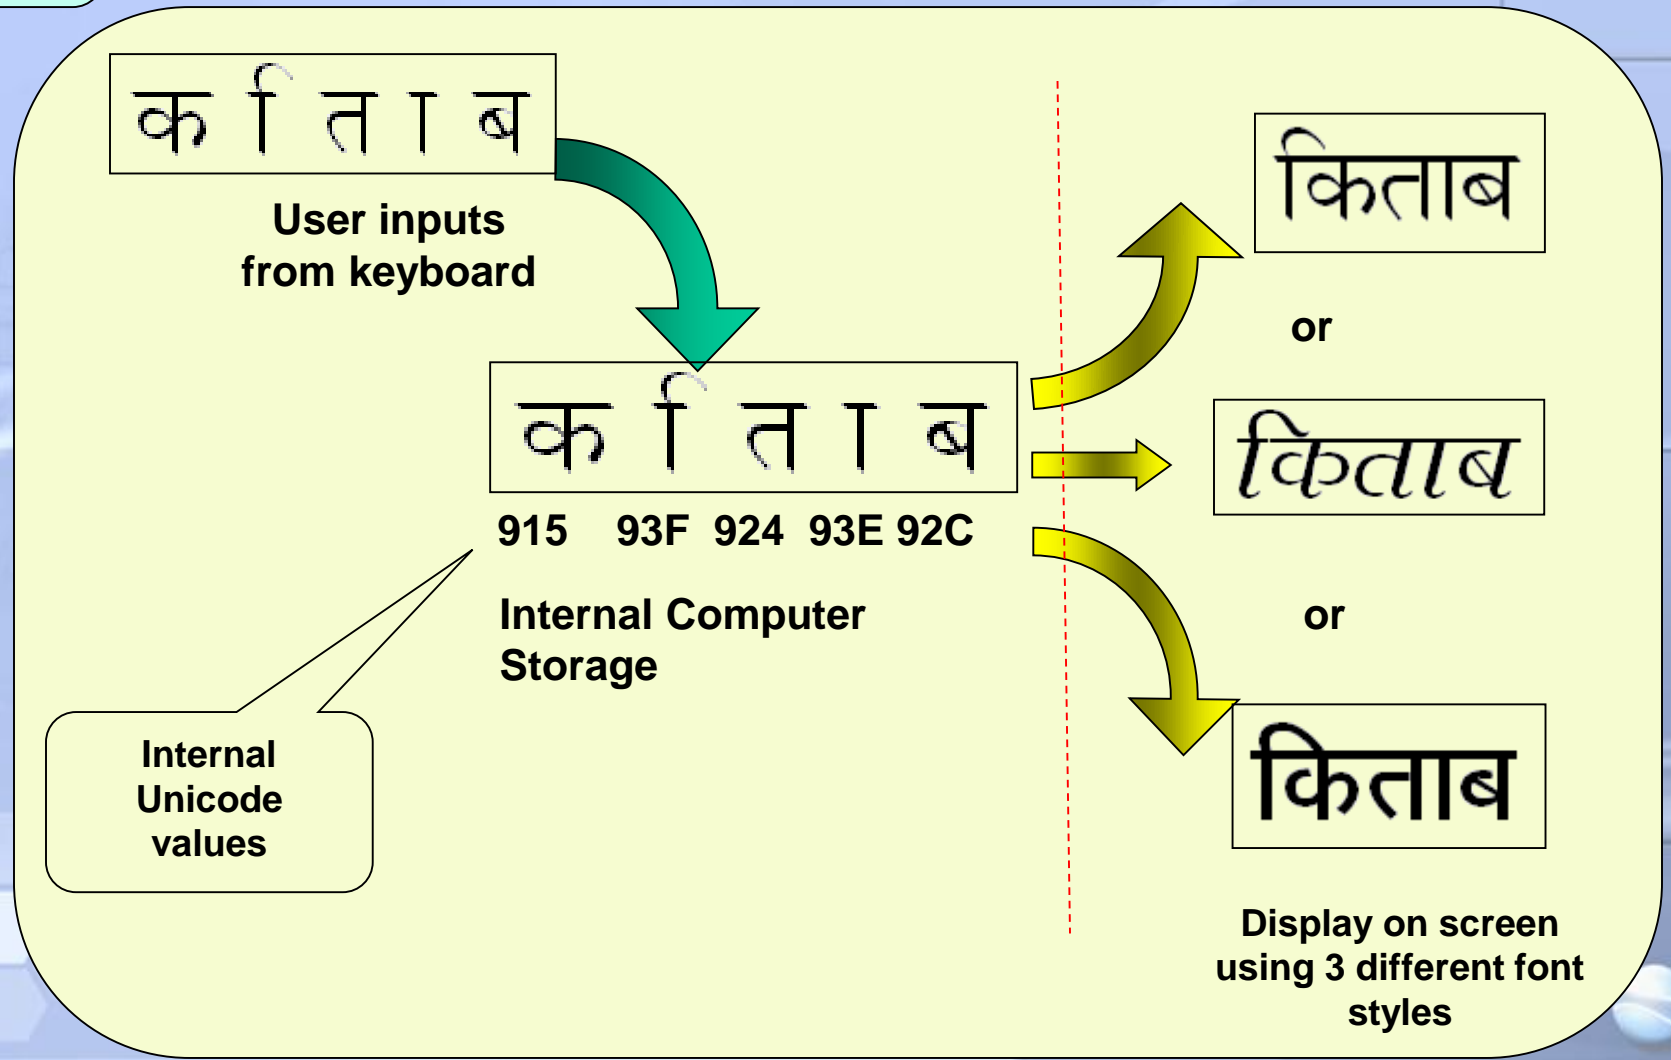 क ि त ा ब
User inputs
from keyboard
क ि त ा ब
915 93F 924 93E 92C
Internal Computer
Storage
Internal
Unicode
values
किताब
or
किताब
or
किताब
Display on screen
using 3 different font
styles